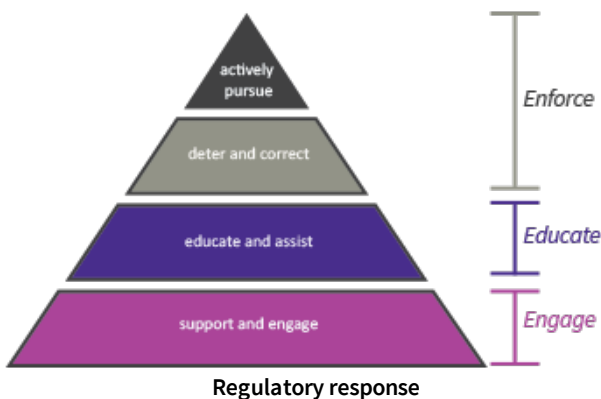 actively
pursue
Enforce
deter and correct
educate and assist
Educate
support and engage
Engage
Regulatory response